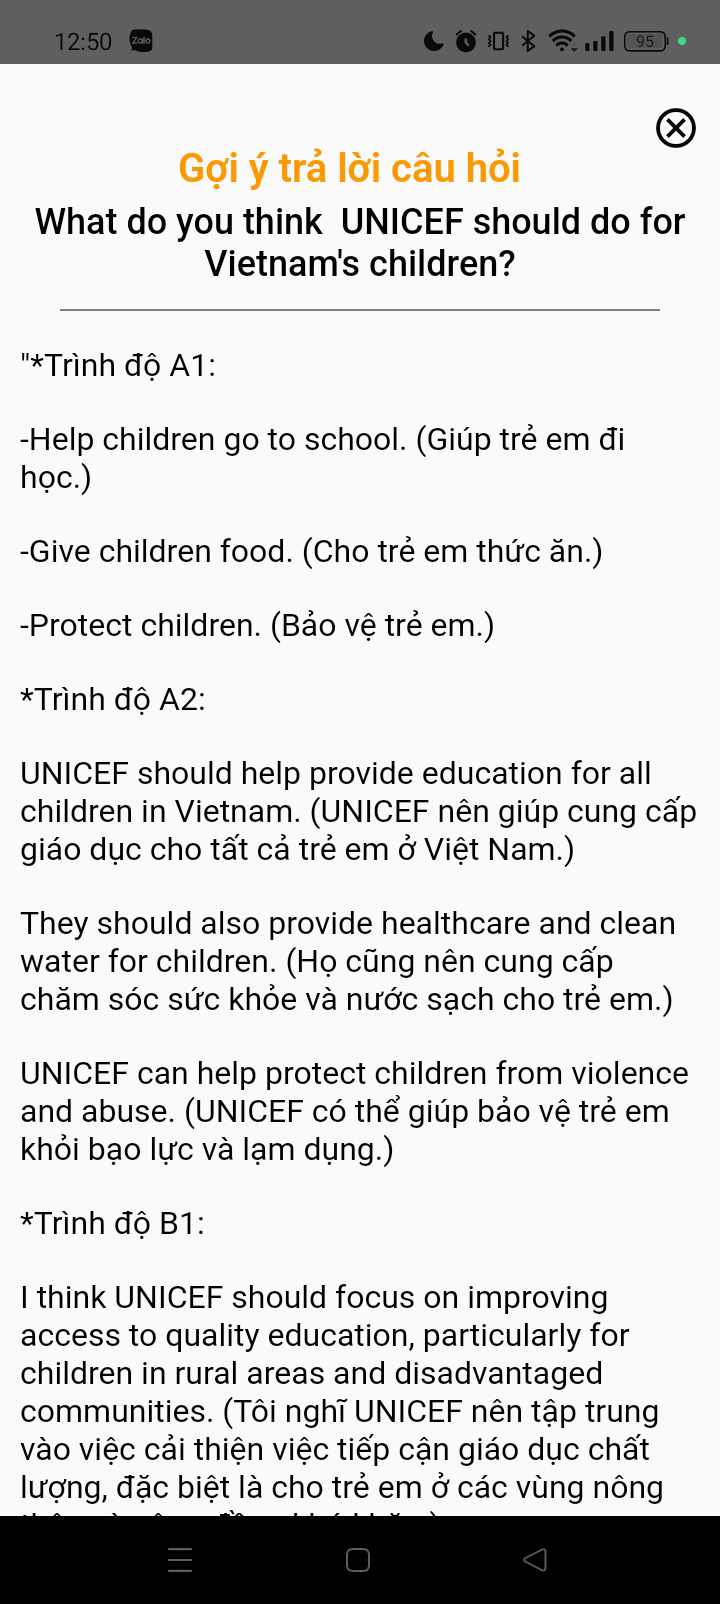 12:50 Zalo 95
Gợi ý trả lời câu hỏi
What do you think  UNICEF should do for
Vietnam's children?
"*Trình độ A1:
-Help children go to school. (Giúp trẻ em đi
học.)
-Give children food. (Cho trẻ em thức ăn.)
-Protect children. (Bảo vệ trẻ em.)
*Trình độ A2:
UNICEF should help provide education for all
children in Vietnam. (UNICEF nên giúp cung cấp
giáo dục cho tất cả trẻ em ở Việt Nam.)
They should also provide healthcare and clean
water for children. (Họ cũng nên cung cấp
chăm sóc sức khỏe và nước sạch cho trẻ em.)
UNICEF can help protect children from violence
and abuse. (UNICEF có thể giúp bảo vệ trẻ em
khỏi bạo lực và lạm dụng.)
*Trình độ B1:
I think UNICEF should focus on improving
access to quality education, particularly for
children in rural areas and disadvantaged
communities. (Tôi nghĩ UNICEF nên tập trung
vào việc cải thiện việc tiếp cận giáo dục chất
lượng, đặc biệt là cho trẻ em ở các vùng nông